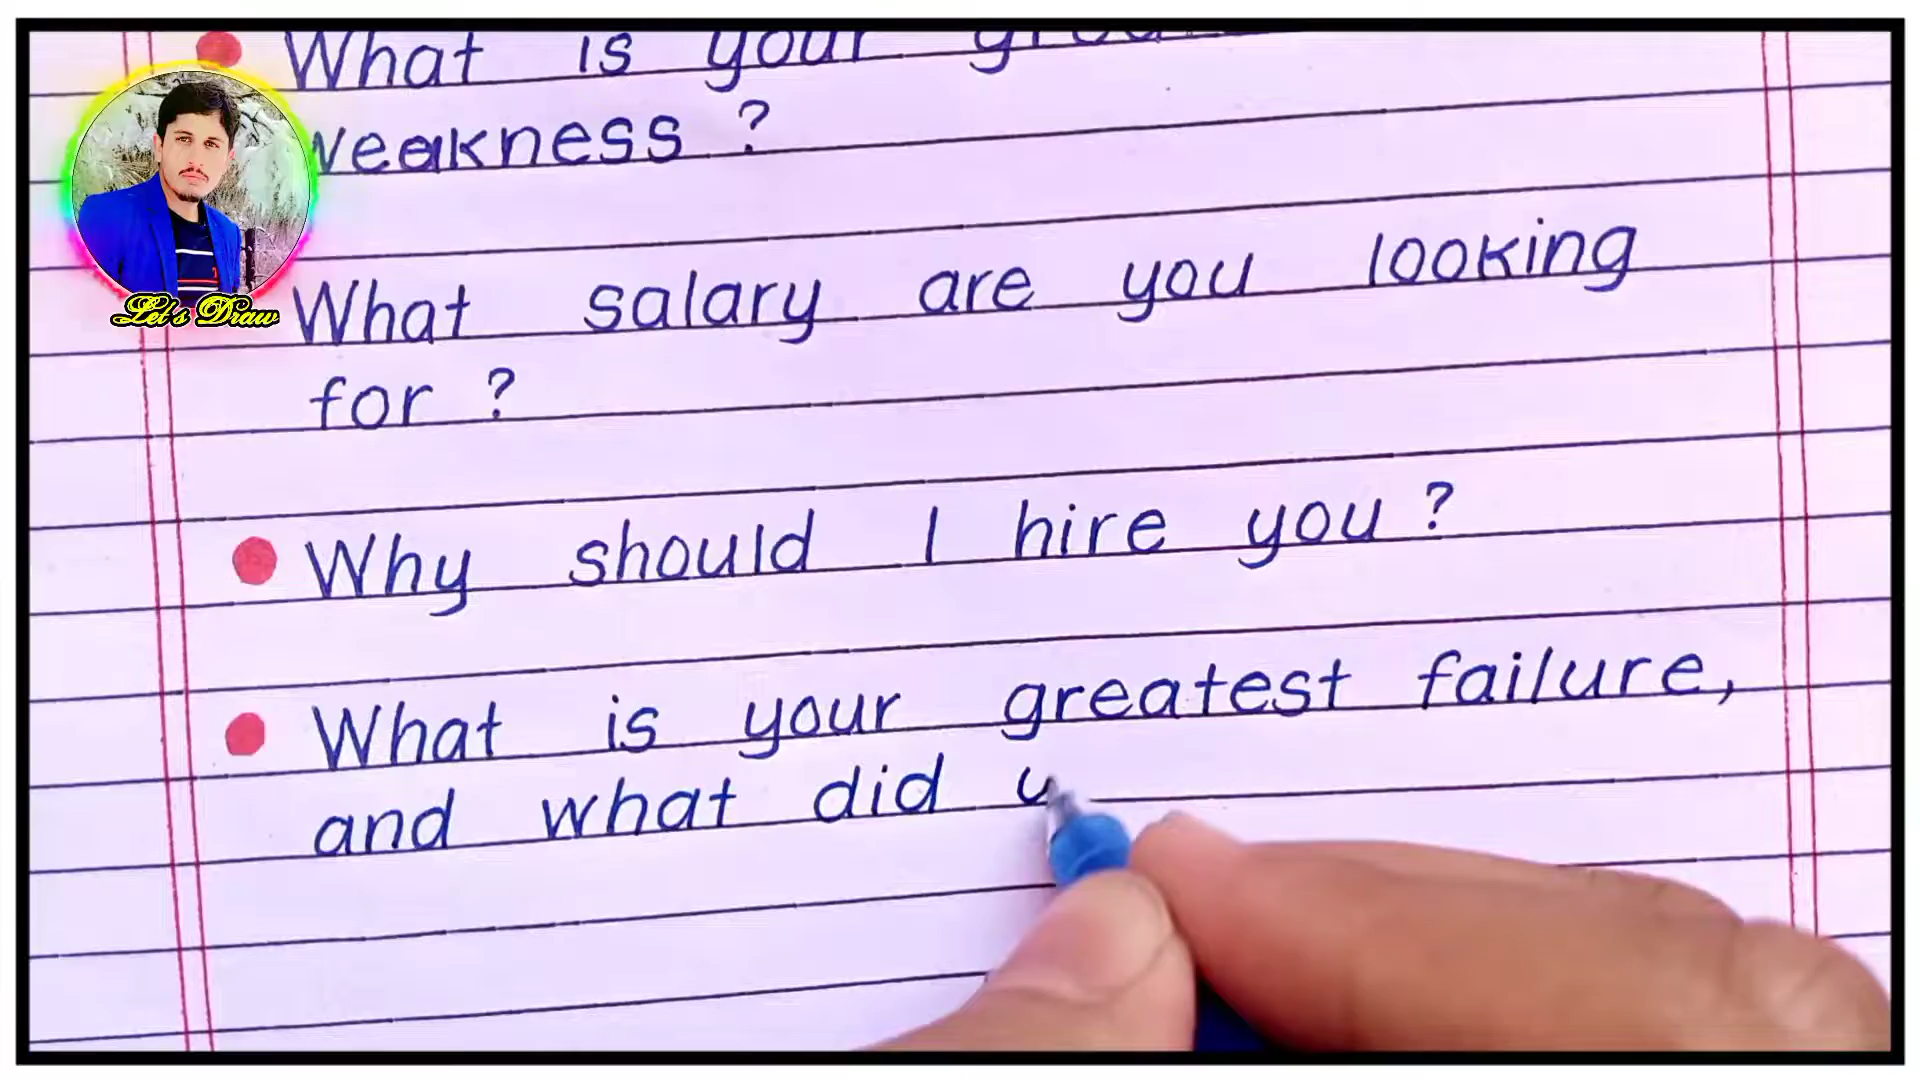 What is your
weakness ?
What salary are you looking
for ?
Why should I hire you ?
What is your greatest failure,
and what did
Let's Draw